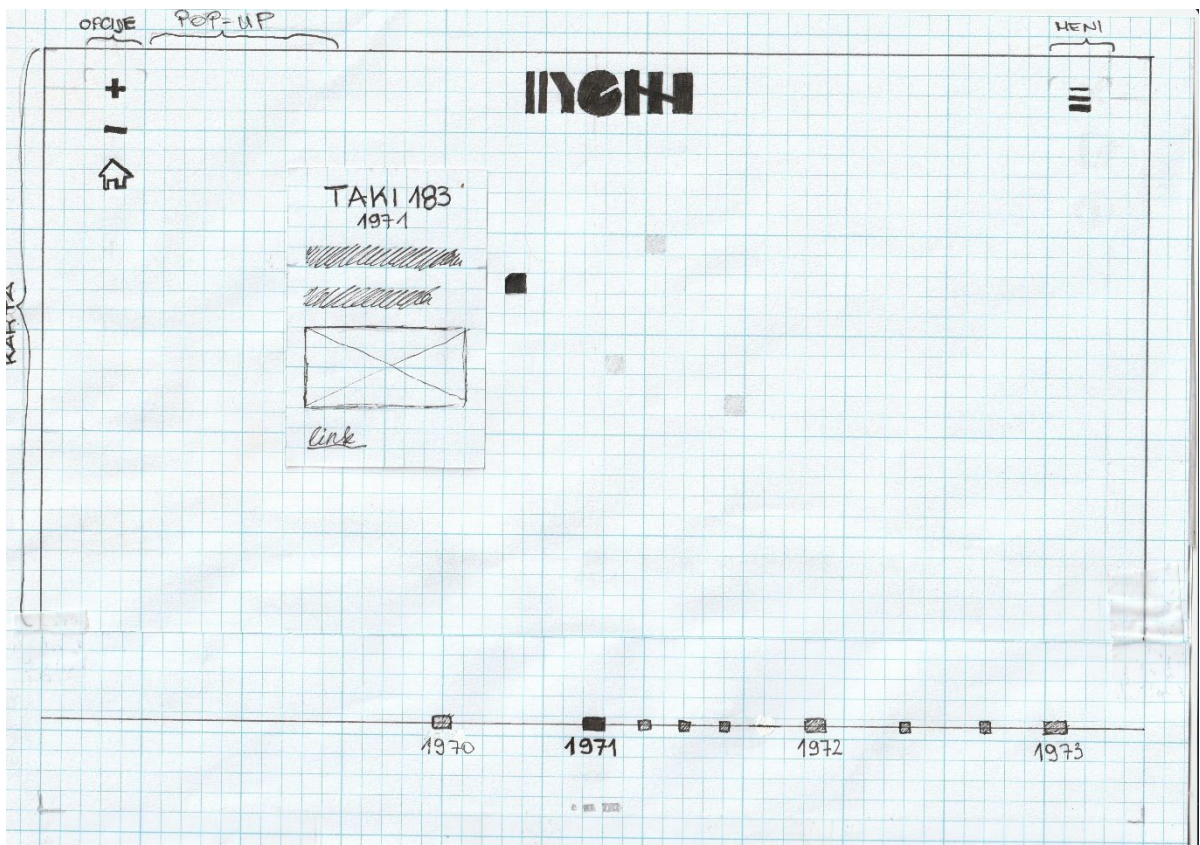 OPCIJE
POP-UP
MENI
KARTA
TAKI 183
1971
link
1970
1971
1972
1973